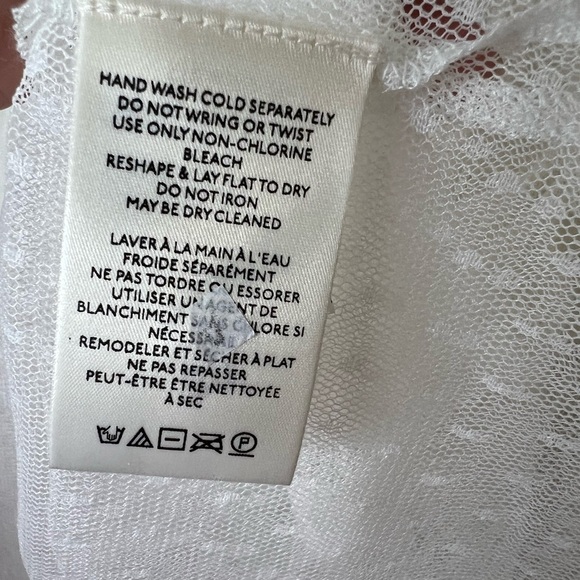 HAND WASH COLD SEPARATELY
DO NOT WRING OR TWIST
USE ONLY NON-CHLORINE
BLEACH
RESHAPE & LAY FLAT TO DRY
DO NOT IRON
MAY BE DRY CLEANED
LAVER À LA MAIN À L'EAU
FROIDE SÉPARÉMENT
NE PAS TORDRE OU ESSORER
UTILISER UN AGENT DE
BLANCHIMENT SANS CHLORE SI
NÉCESSAIRE
REMODELER ET SÉCHER À PLAT
NE PAS REPASSER
PEUT-ÊTRE ÊTRE NETTOYÉE
À SEC
P